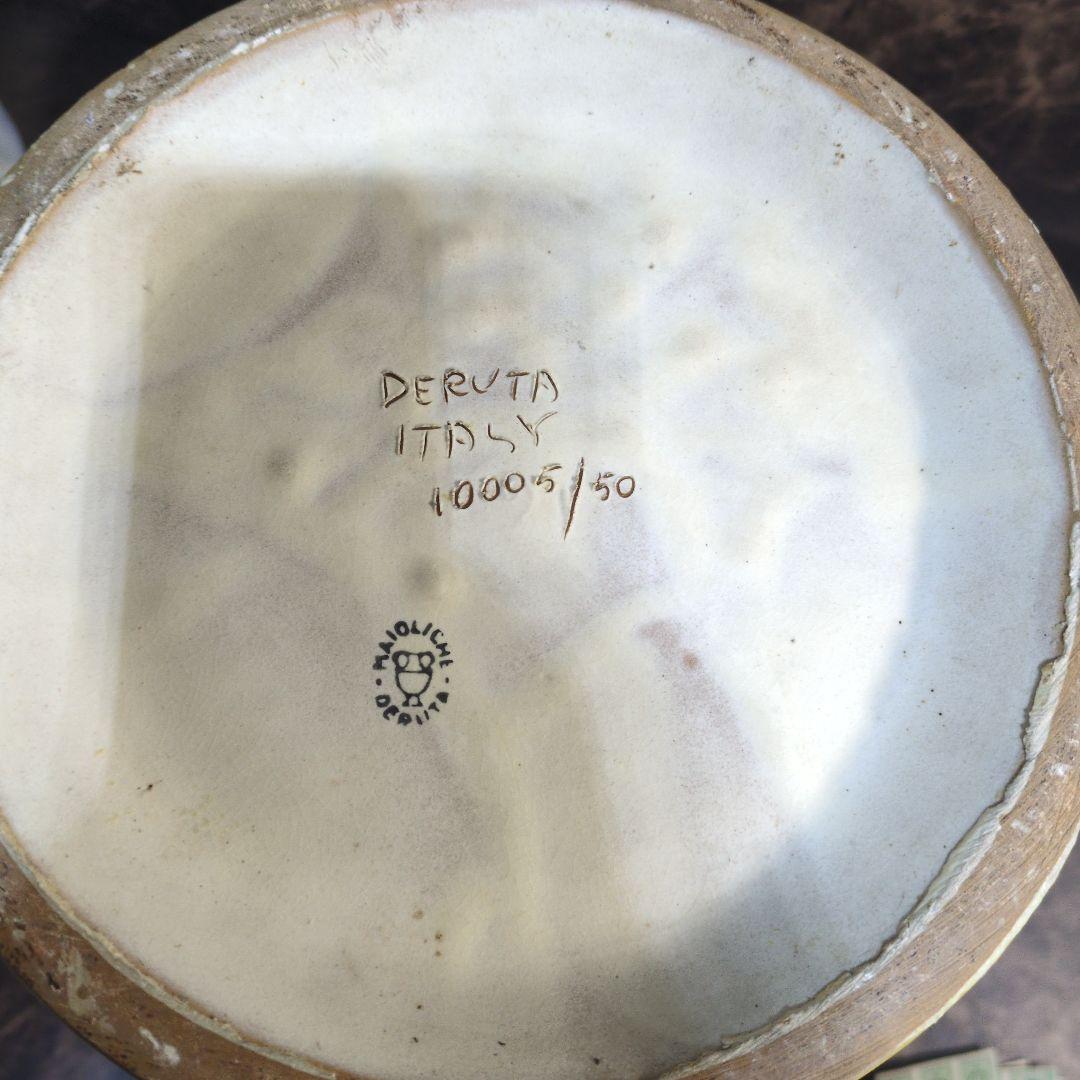 DERUTA
ITALY
10005/50
MAIOLICHE
DERUTA